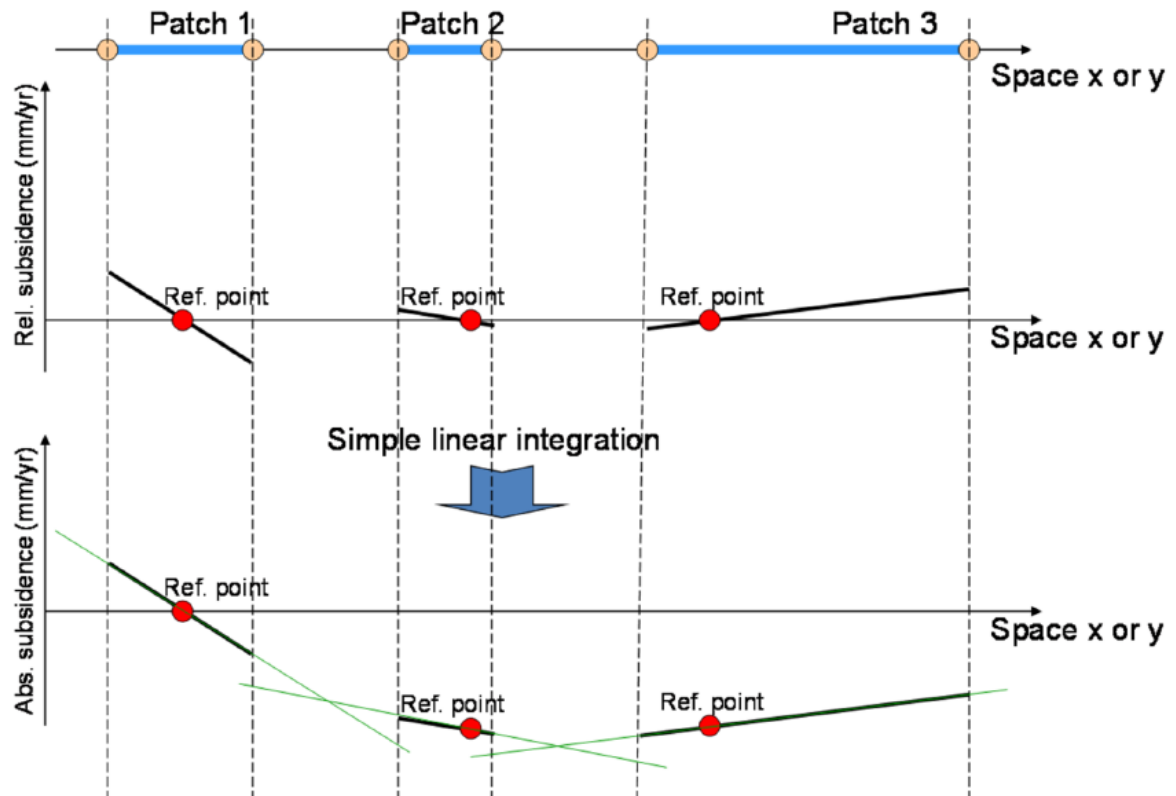 Patch 1
Patch 2
Patch 3
Space x or y
Rel. subsidence (mm/yr)
Ref. point
Ref. point
Ref. point
Space x or y
Simple linear integration
Abs. subsidence (mm/yr)
Ref. point
Space x or y
Ref. point
Ref. point